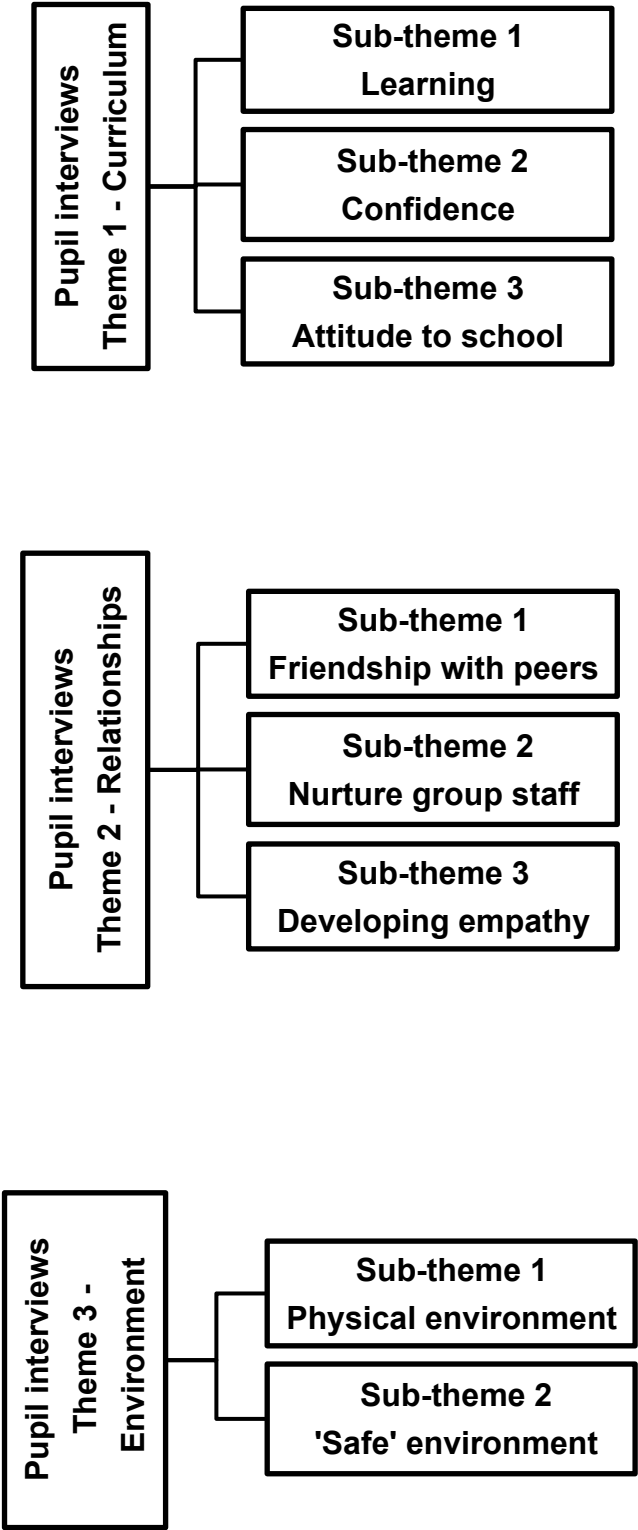 Pupil interviews
Theme 1 - Curriculum
Sub-theme 1
Learning
Sub-theme 2
Confidence
Sub-theme 3
Attitude to school
Pupil interviews
Theme 2 - Relationships
Sub-theme 1
Friendship with peers
Sub-theme 2
Nurture group staff
Sub-theme 3
Developing empathy
Pupil interviews
Theme 3 -
Environment
Sub-theme 1
Physical environment
Sub-theme 2
'Safe' environment